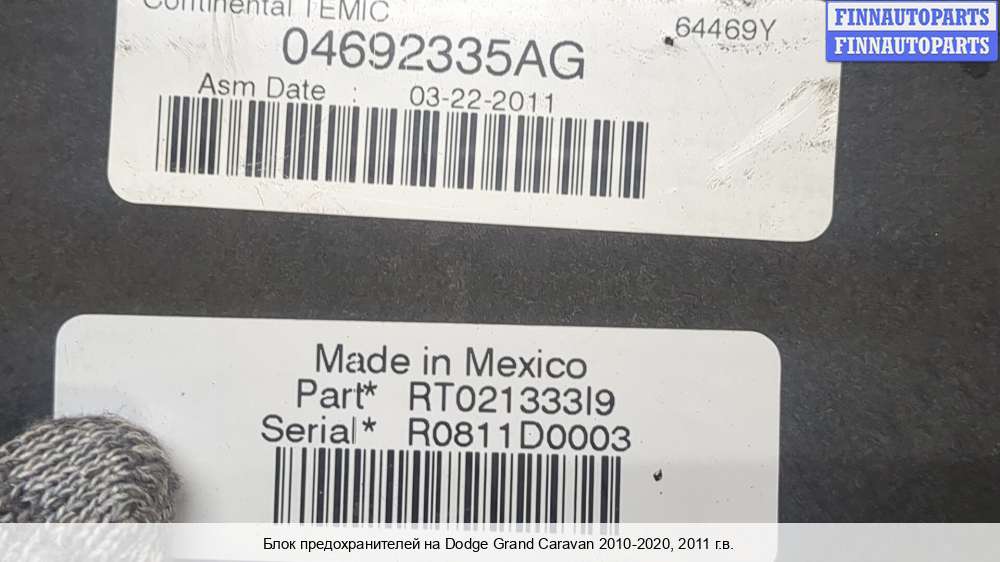 Continental TEMIC
04692335AG
64469Y
Asm Date : 03-22-2011
FINNAUTOPARTS
FINNAUTOPARTS
Made in Mexico
Part* RT021333I9
Serial* R0811D0003
Блок предохранителей на Dodge Grand Caravan 2010-2020, 2011 г.в.